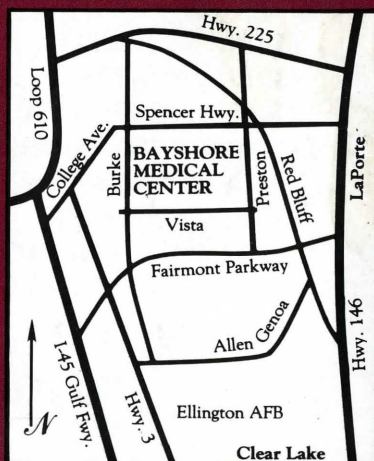 Hwy. 225
Loop 610
Spencer Hwy.
College Ave.
Burke
BAYSHORE
MEDICAL
CENTER
Preston
Red Bluff
LaPorte
Vista
Fairmont Parkway
Allen Genoa
Hwy. 146
I-45 Gulf Fwy.
Hwy. 3
N
Ellington AFB
Clear Lake